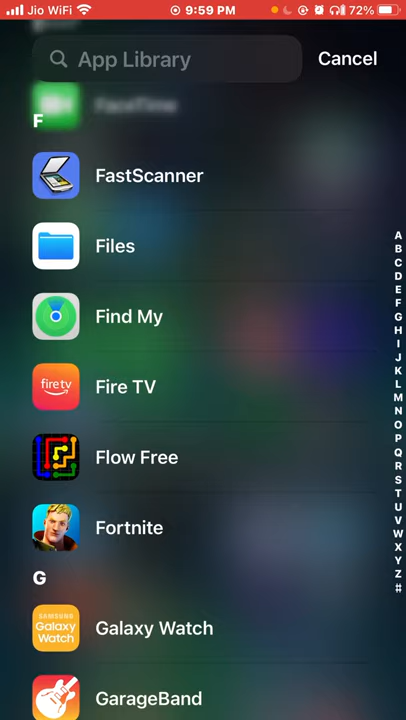 Jio WiFi 9:59 PM 72%
App Library Cancel
FaceTime
F
FastScanner
Files
Find My
fire tv Fire TV
Flow Free
Fortnite
G
SAMSUNG
Galaxy
Watch
Galaxy Watch
GarageBand
A
B
C
D
E
F
G
H
I
J
K
L
M
N
O
P
Q
R
S
T
U
V
W
X
Y
Z
#